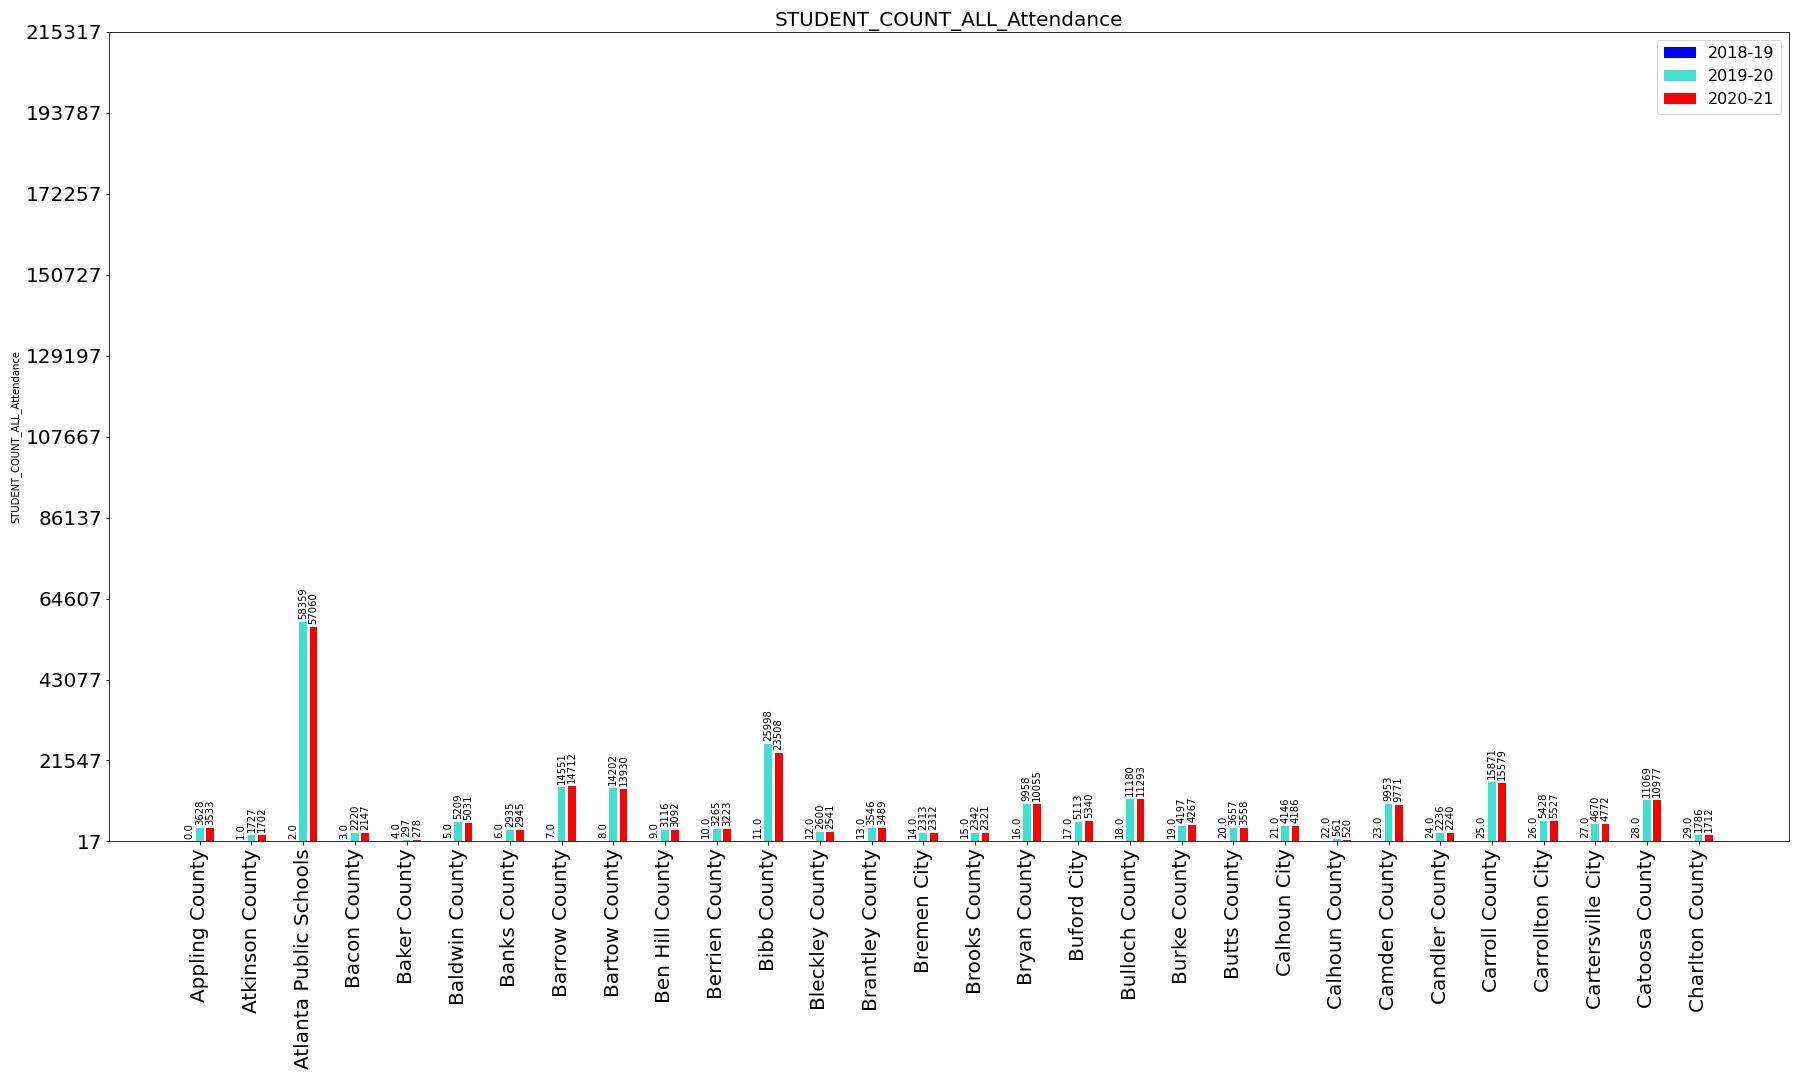 STUDENT_COUNT_ALL_Attendance
2018-19
2019-20
2020-21
STUDENT_COUNT_ALL_Attendance
215317
193787
172257
150727
129197
107667
86137
64607
43077
21547
17
0.0 3628 3533
1.0 1727 1702
2.0 58359 57060
3.0 2220 2147
4.0 297 278
5.0 5209 5031
6.0 2935 2945
7.0 14551 14712
8.0 14202 13930
9.0 3116 3092
10.0 3265 3223
11.0 25998 23508
12.0 2600 2541
13.0 3546 3489
14.0 2313 2312
15.0 2342 2321
16.0 9958 10055
17.0 5113 5340
18.0 11180 11293
19.0 4197 4267
20.0 3657 3558
21.0 4146 4186
22.0 561 520
23.0 9953 9771
24.0 2236 2240
25.0 15871 15579
26.0 5428 5527
27.0 4670 4772
28.0 11069 10977
29.0 1786 1712
Appling County
Atkinson County
Atlanta Public Schools
Bacon County
Baker County
Baldwin County
Banks County
Barrow County
Bartow County
Ben Hill County
Berrien County
Bibb County
Bleckley County
Brantley County
Bremen City
Brooks County
Bryan County
Buford City
Bulloch County
Burke County
Butts County
Calhoun City
Calhoun County
Camden County
Candler County
Carroll County
Carrollton City
Cartersville City
Catoosa County
Charlton County